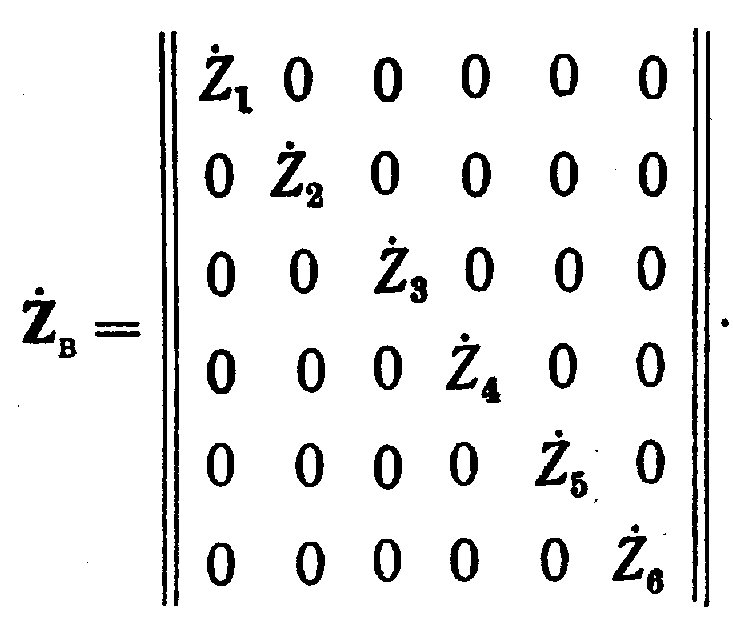 Ż₁ 0 0 0 0 0
0 Ż₂ 0 0 0 0
0 0 Ż₃ 0 0 0
Ż_в = .
0 0 0 Ż₄ 0 0
0 0 0 0 Ż₅ 0
0 0 0 0 0 Ż₆